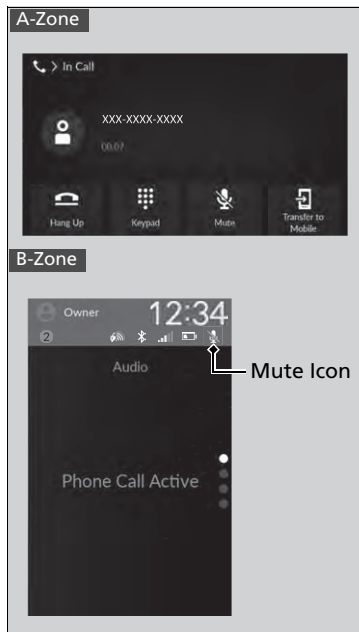 A-Zone
> In Call
XXX-XXXX-XXXX
00:07
Hang Up Keypad Mute Transfer to
Mobile
B-Zone
Owner 12:34
2
Audio
Mute Icon
Phone Call Active